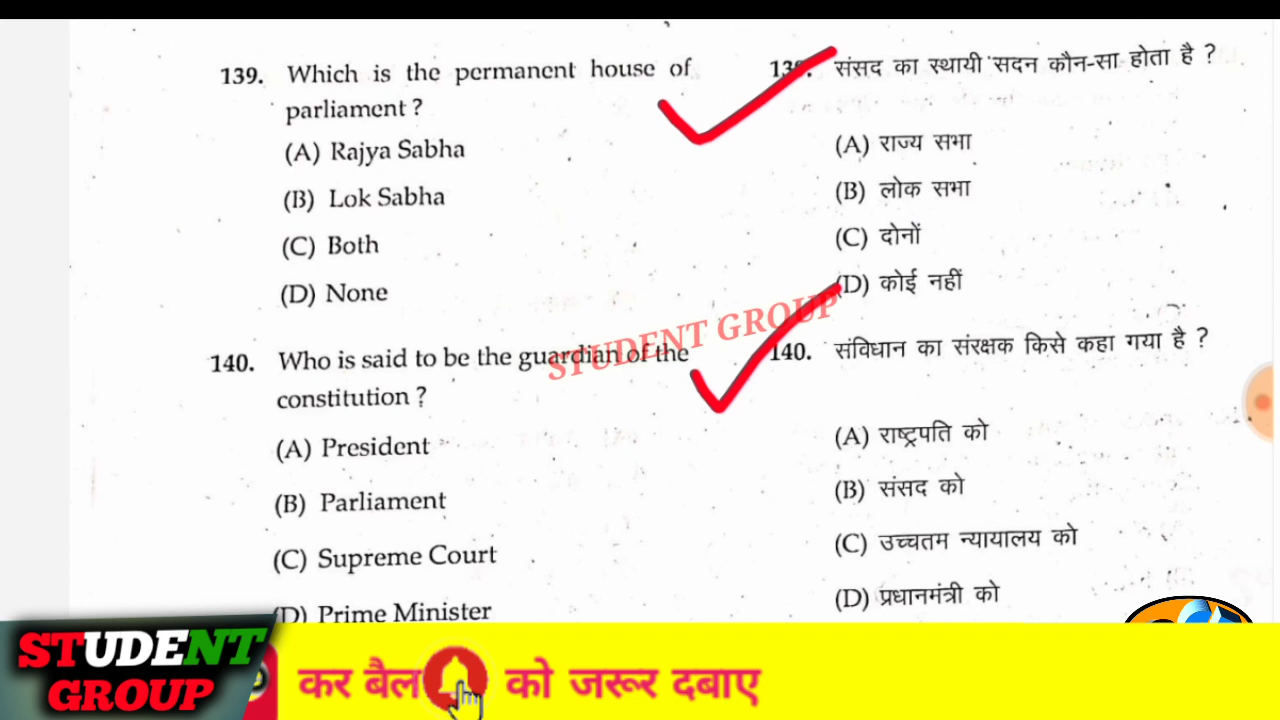 139. Which is the permanent house of
parliament ?
(A) Rajya Sabha
(B) Lok Sabha
(C) Both
(D) None
140. Who is said to be the guardian of the
constitution ?
(A) President
(B) Parliament
(C) Supreme Court
(D) Prime Minister
139. संसद का स्थायी सदन कौन-सा होता है ?
(A) राज्य सभा
(B) लोक सभा
(C) दोनों
(D) कोई नहीं
140. संविधान का संरक्षक किसे कहा गया है ?
(A) राष्ट्रपति को
(B) संसद को
(C) उच्चतम न्यायालय को
(D) प्रधानमंत्री को
STUDENT GROUP
STUDENT
GROUP
कर बैल को जरूर दबाए